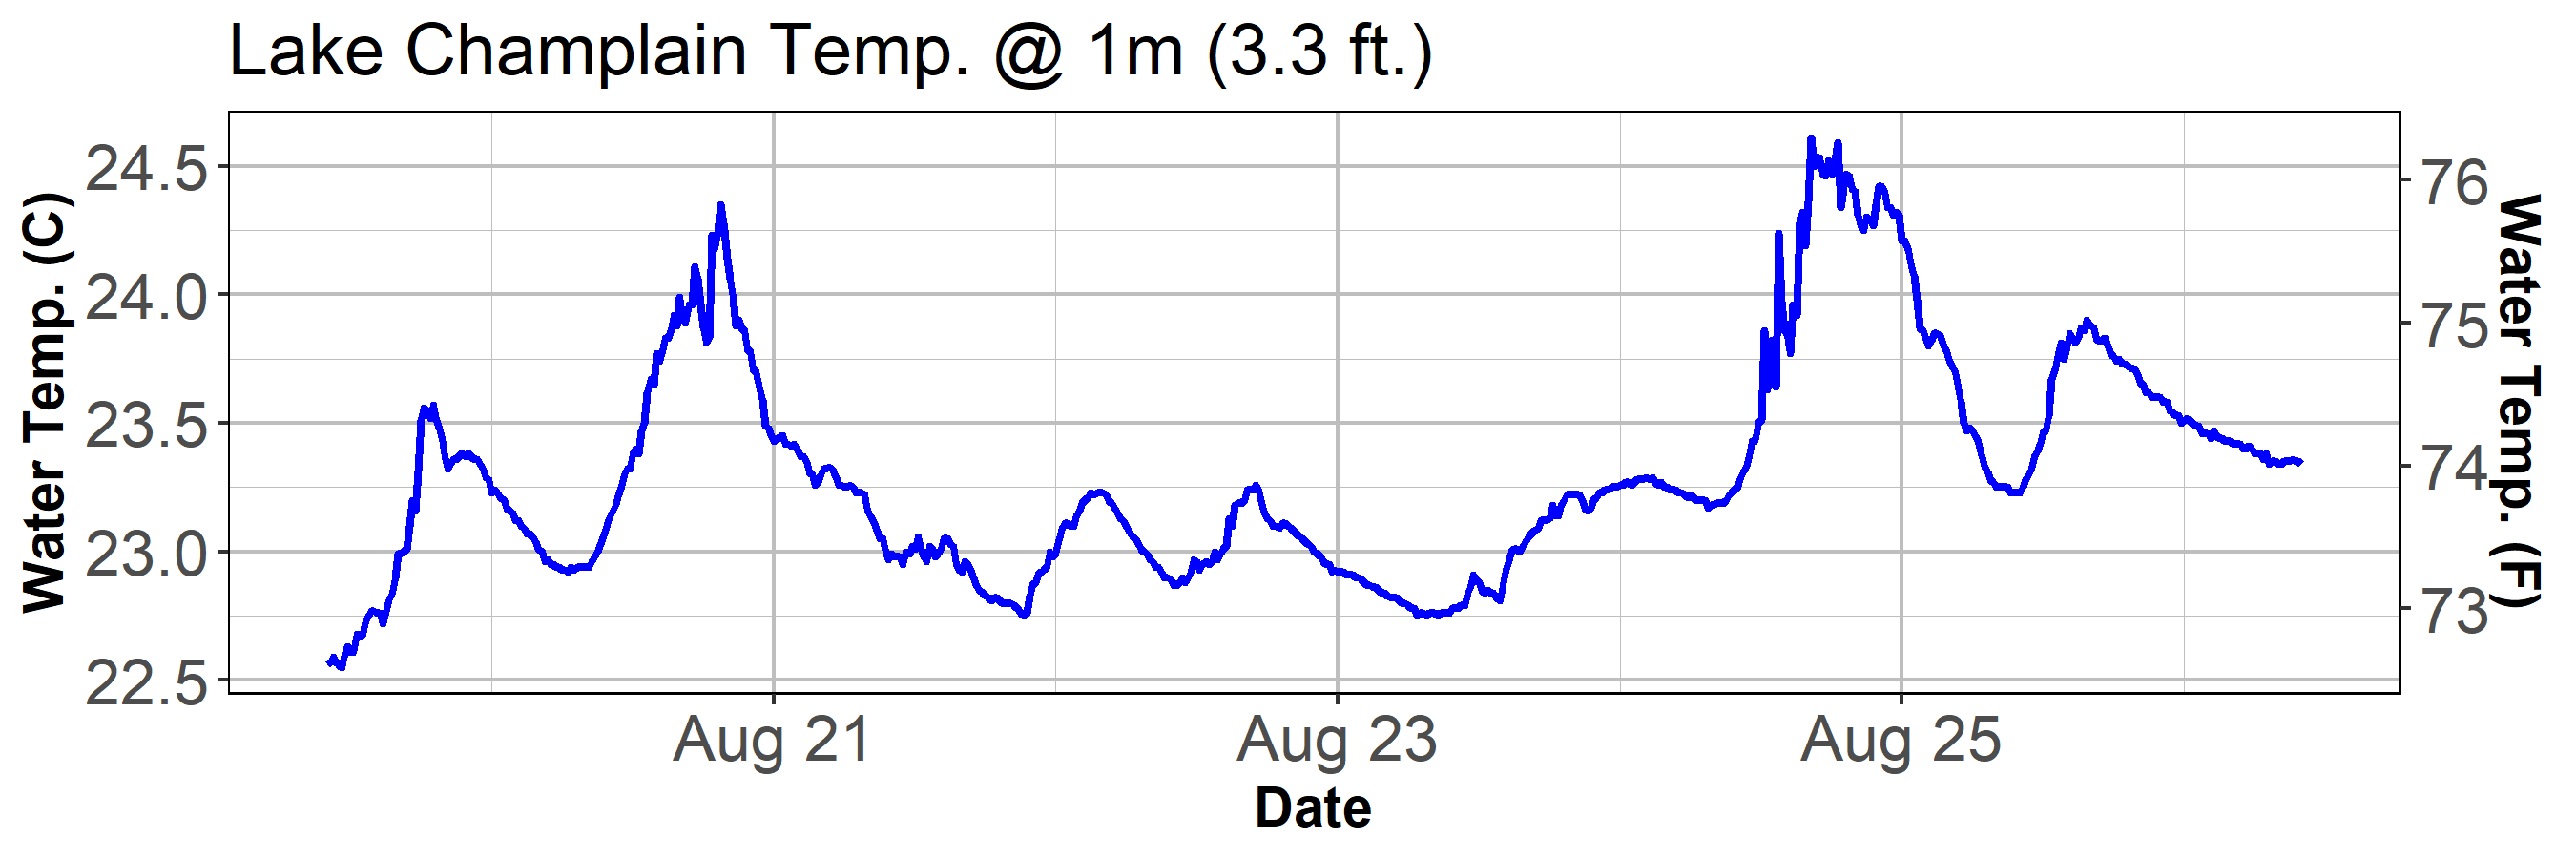 Lake Champlain Temp. @ 1m (3.3 ft.)
Water Temp. (C)
24.5
24.0
23.5
23.0
22.5
76
75
74
73
Water Temp. (F)
Aug 21
Aug 23
Aug 25
Date